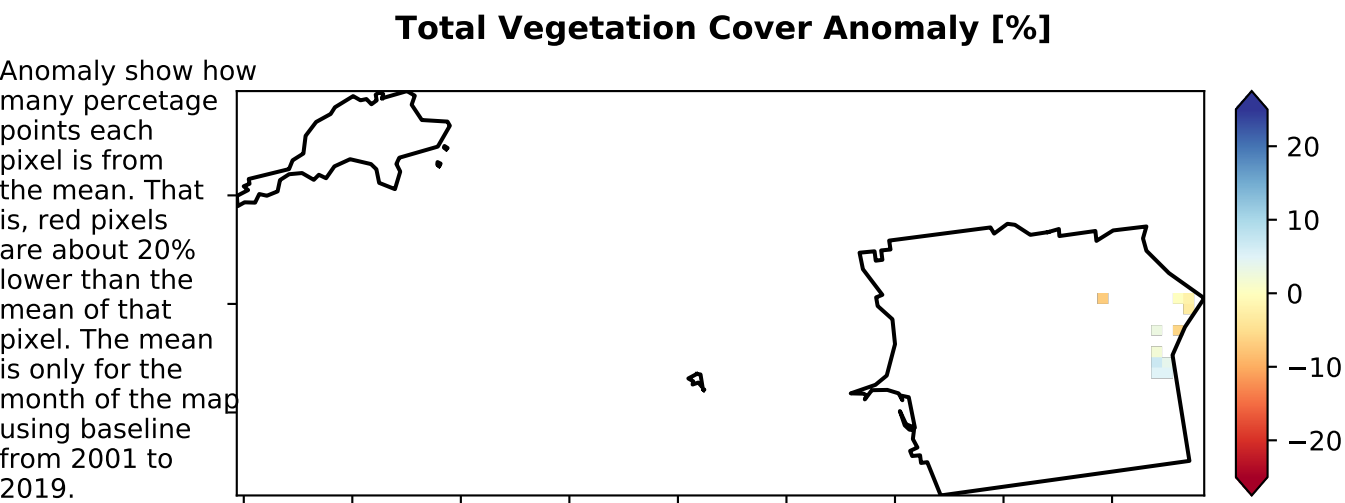 Total Vegetation Cover Anomaly [%]
Anomaly show how
many percetage
points each
pixel is from
the mean. That
is, red pixels
are about 20%
lower than the
mean of that
pixel. The mean
is only for the
month of the map
using baseline
from 2001 to
2019.
20
10
0
−10
−20